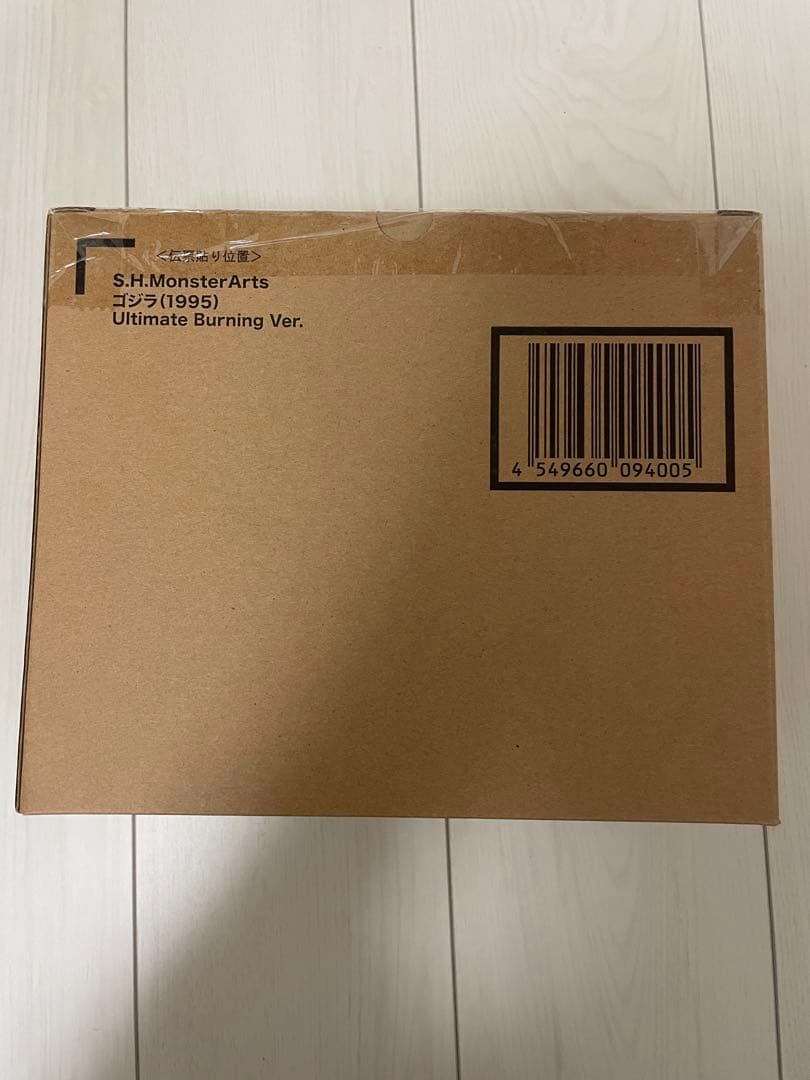 <伝票貼り位置>
S.H.MonsterArts
ゴジラ(1995)
Ultimate Burning Ver.
4 549660 094005